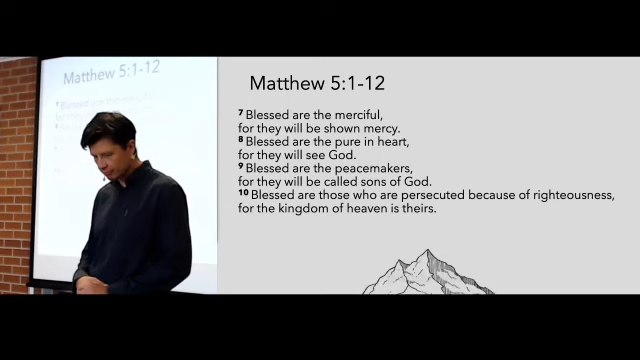 Matthew 5:1-12
Matthew 5:1-12
7 Blessed are the merciful,
for they will be shown mercy.
8 Blessed are the pure in heart,
for they will see God.
9 Blessed are the peacemakers,
for they will be called sons of God.
10 Blessed are those who are persecuted because of righteousness,
for the kingdom of heaven is theirs.